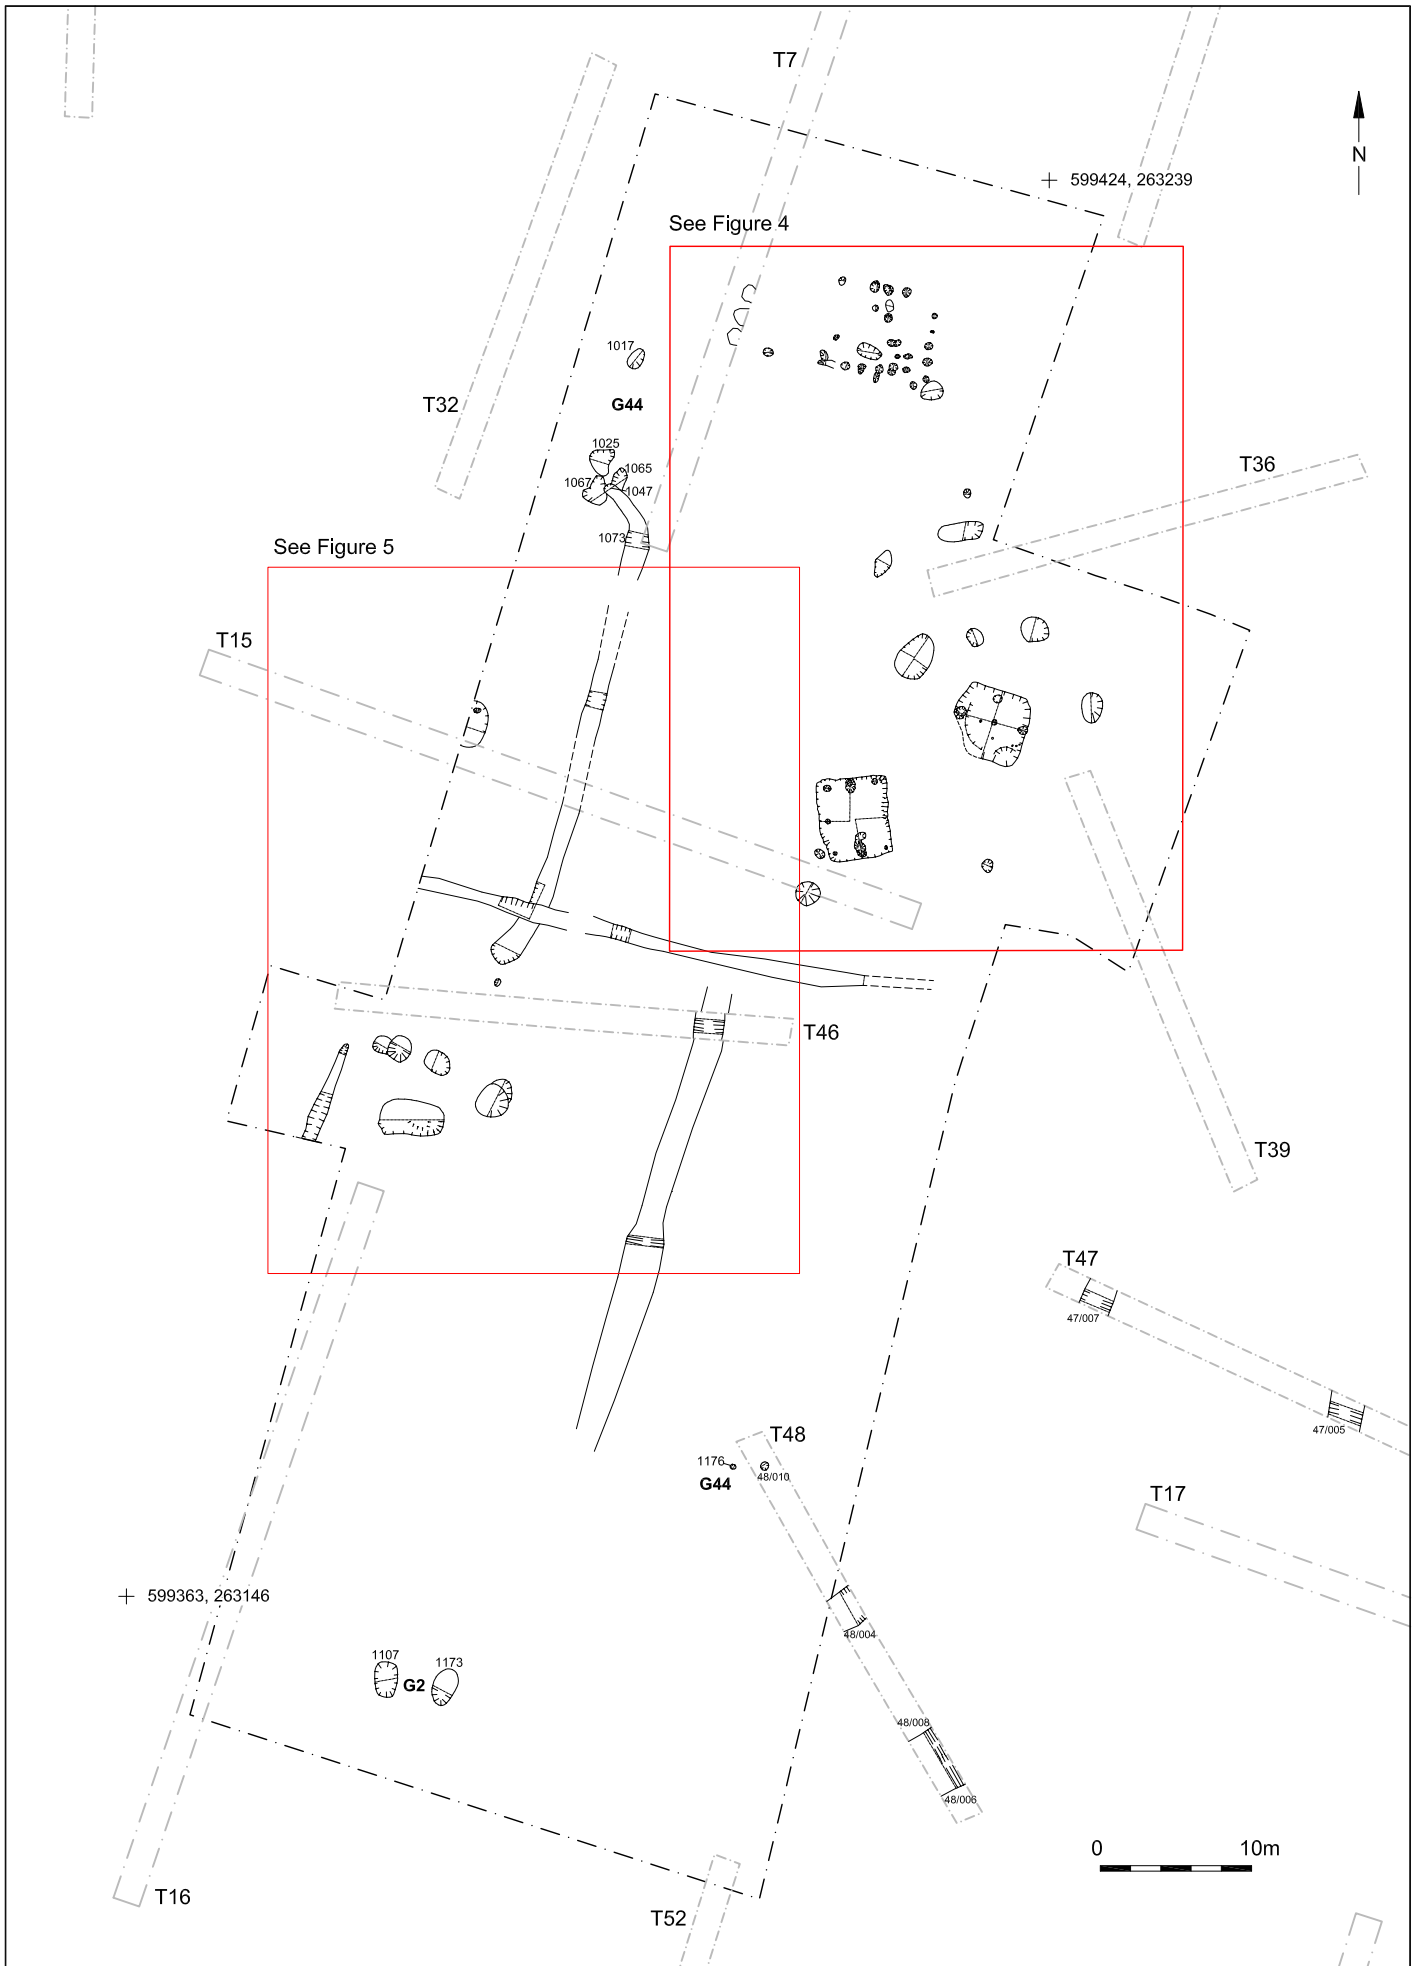 T7
N
599424, 263239
See Figure 4
1017
T32
G44
1025
1065
T36
1067
1047
1073
See Figure 5
T15
T46
T39
T47
47/007
47/005
T48
1176
48/010
G44
T17
599363, 263146
48/004
1107
1173
G2
48/008
48/006
0 10m
T16
T52